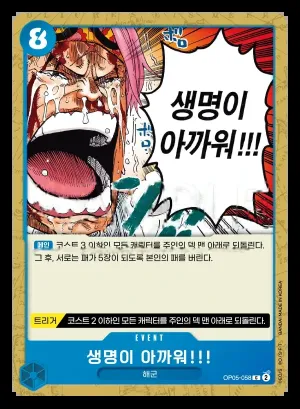 8
생명이
아까워!!!
메인 코스트 3 이하인 모든 캐릭터를 주인의 덱 맨 아래로 되돌린다.
그 후, 서로는 패가 5장이 되도록 본인의 패를 버린다.
트리거 코스트 2 이하인 모든 캐릭터를 주인의 덱 맨 아래로 되돌린다.
EVENT
생명이 아까워!!!
해군
OP05-058 C 2
BANDAI MADE IN KOREA